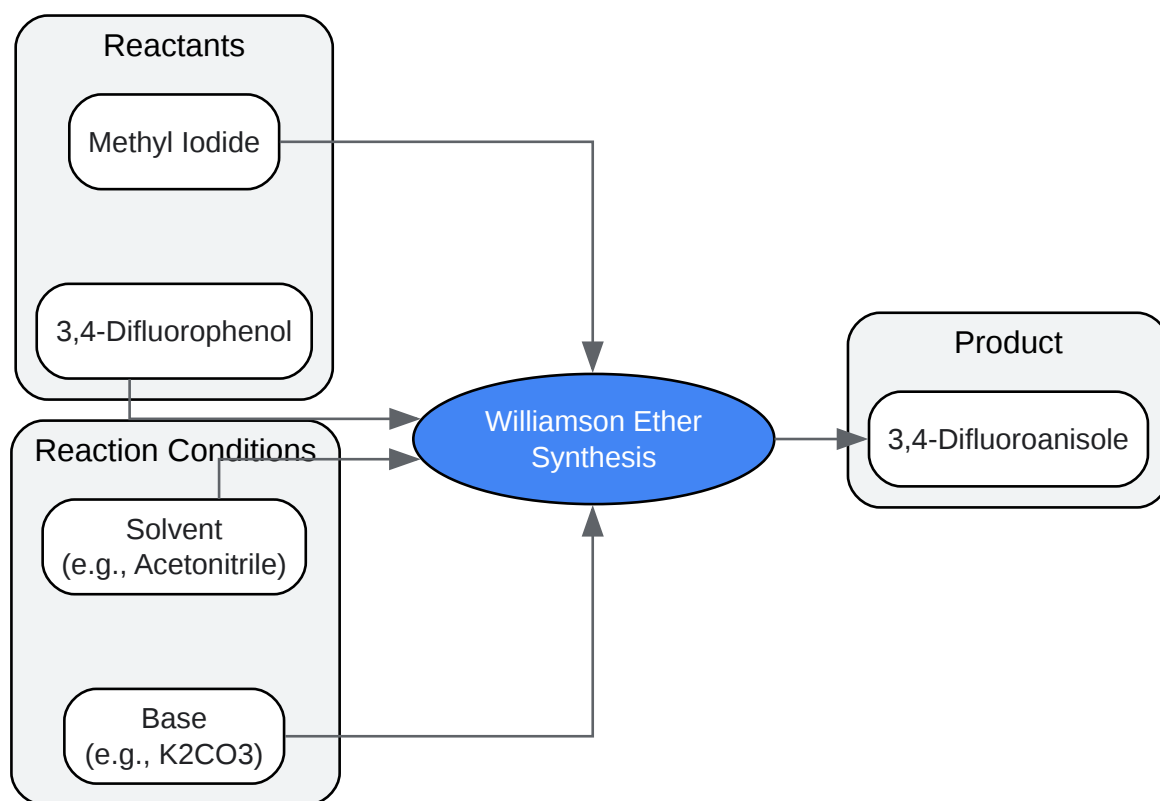 Reactants
Methyl Iodide
3,4-Difluorophenol
Reaction Conditions
Solvent
(e.g., Acetonitrile)
Base
(e.g., K2CO3)
Williamson Ether
Synthesis
Product
3,4-Difluoroanisole